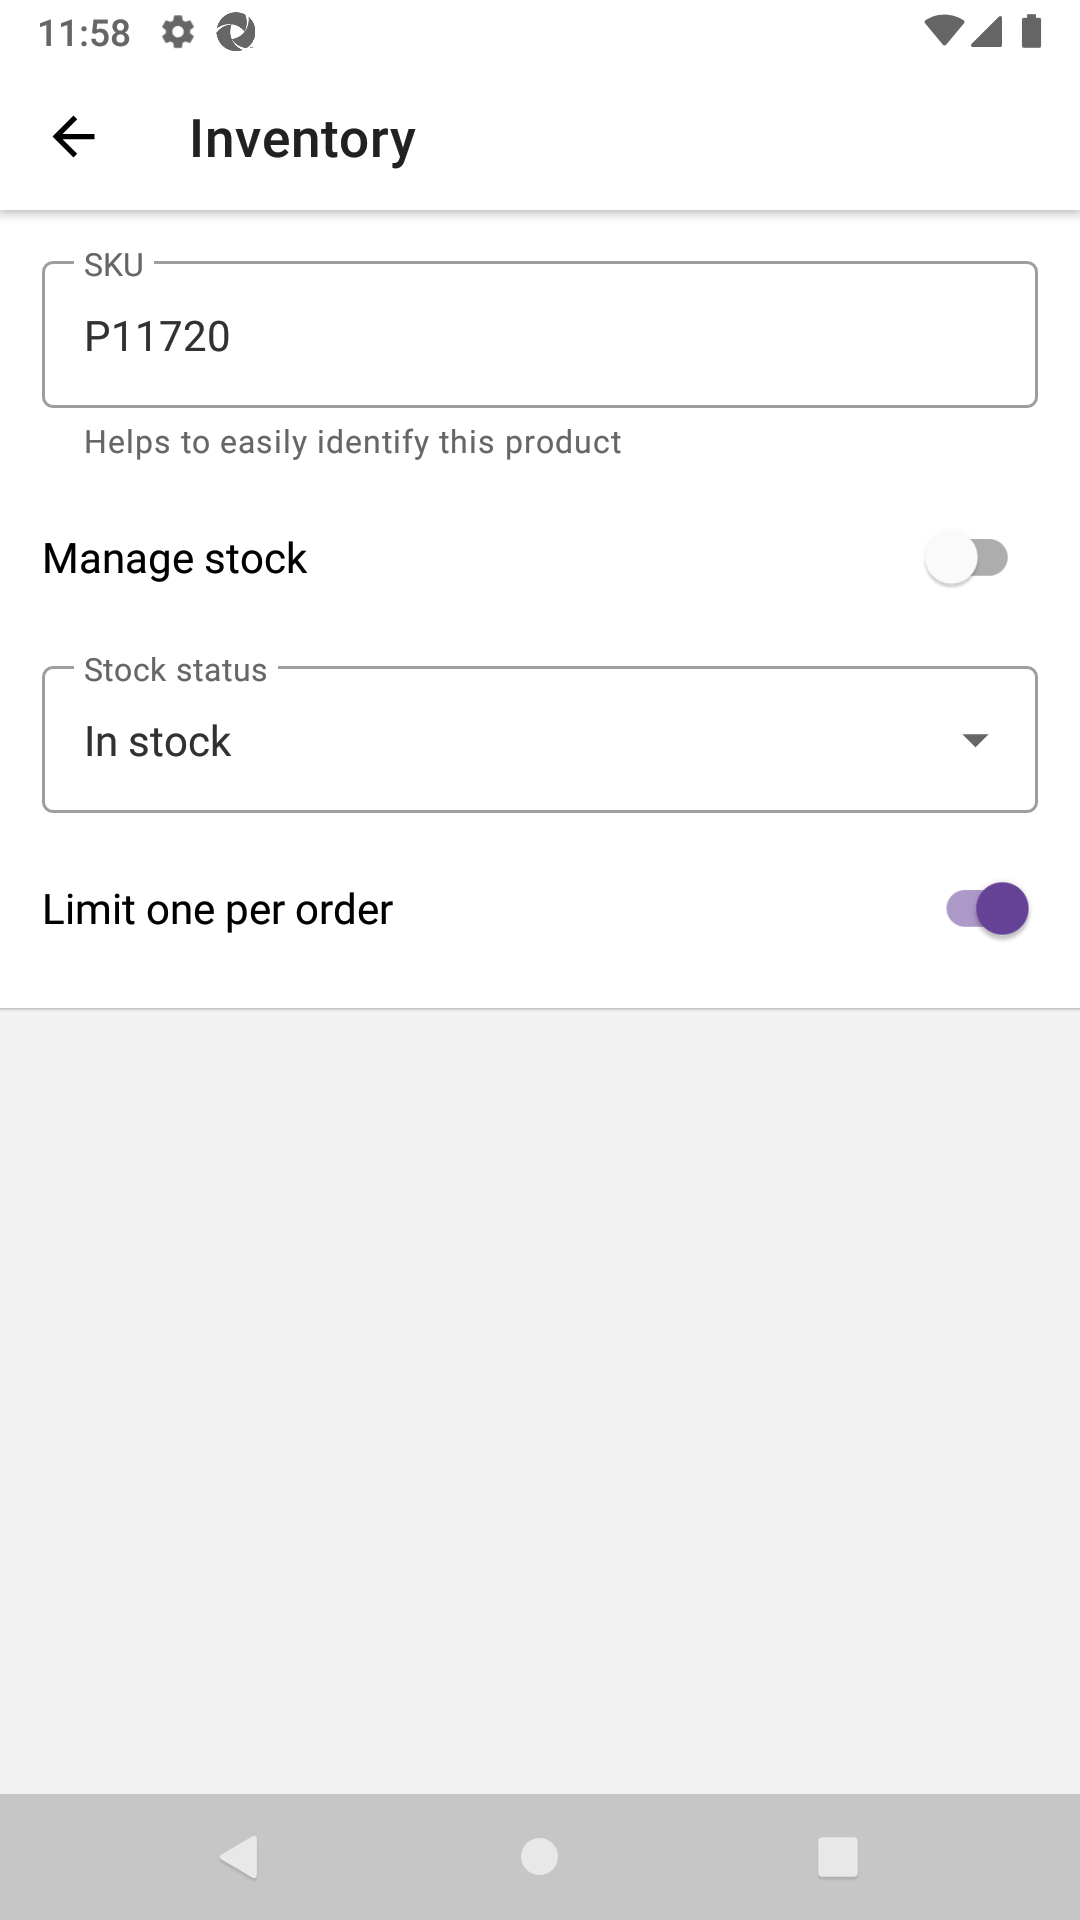 11:58
Inventory
SKU
P11720
Helps to easily identify this product
Manage stock
Stock status
In stock
Limit one per order